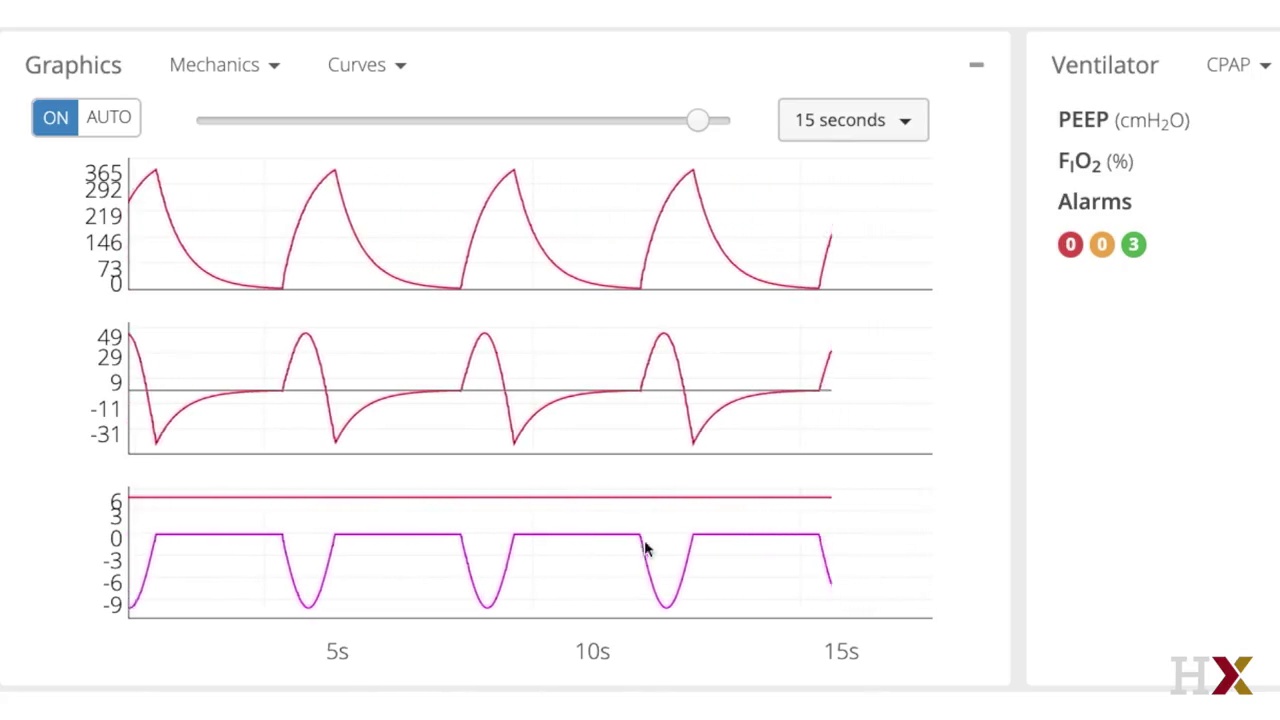 Graphics Mechanics Curves
ON AUTO 15 seconds
365
292
219
146
73
0
49
29
9
-11
-31
6
3
0
-3
-6
-9
5s 10s 15s
Ventilator CPAP
PEEP (cmH₂O)
FIO₂ (%)
Alarms
0 0 3
HX